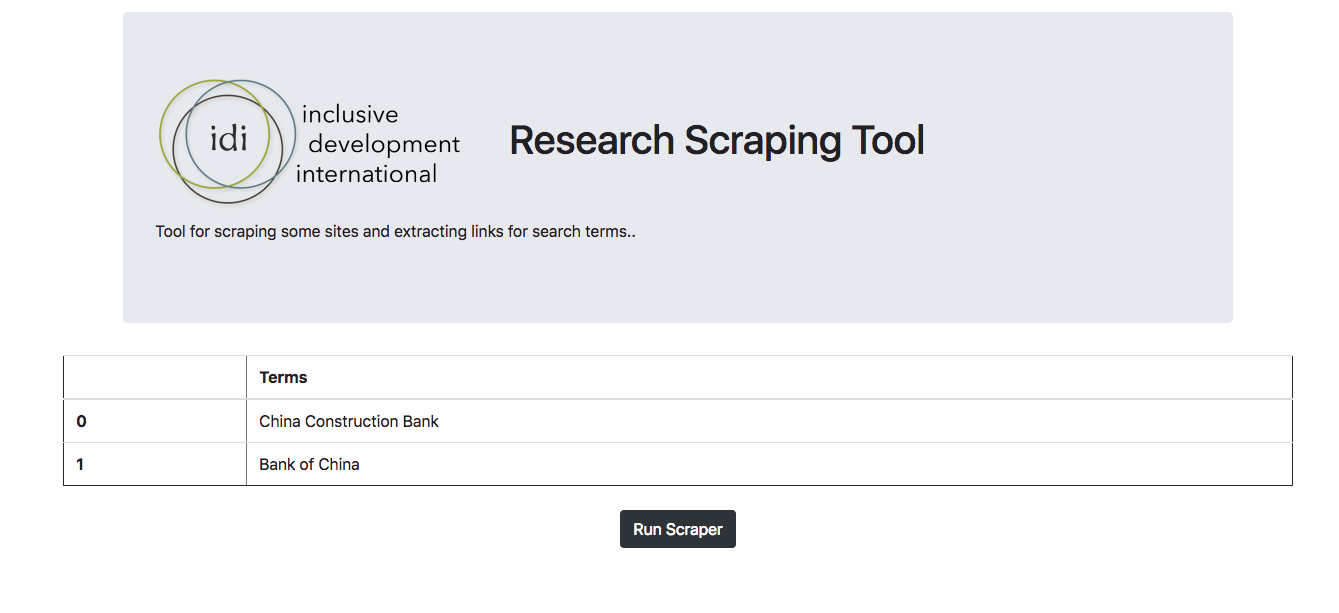 idi
inclusive
development
international
Research Scraping Tool
Tool for scraping some sites and extracting links for search terms..
Terms
0 China Construction Bank
1 Bank of China
Run Scraper